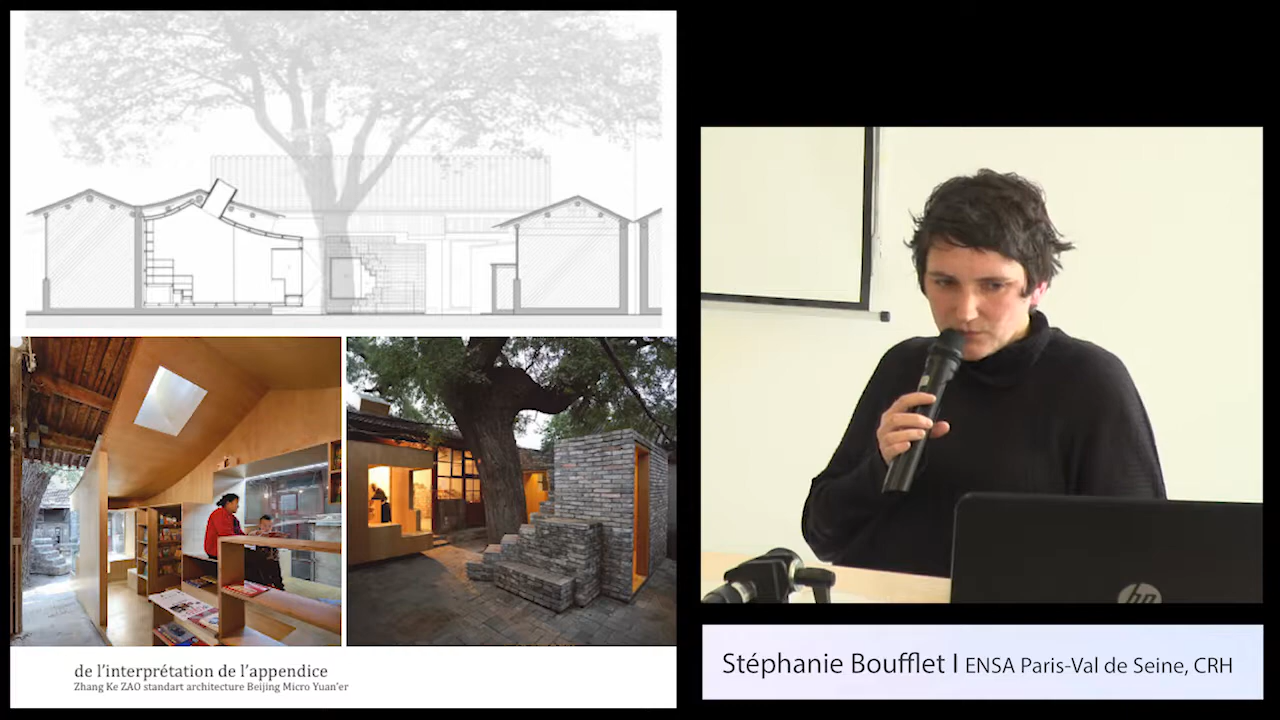 de l'interprétation de l'appendice
Zhang Ke ZAO standart architecture Beijing Micro Yuan'er
hp
Stéphanie Boufflet I ENSA Paris-Val de Seine, CRH